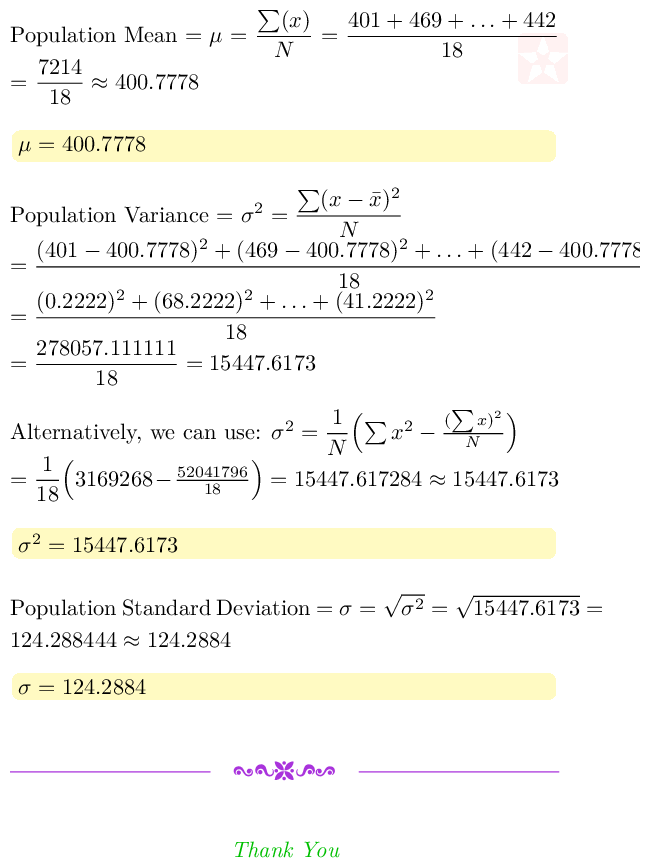 Population Mean = μ = ∑(x)/N = (401 + 469 + … + 442)/18
= 7214/18 ≈ 400.7778
μ = 400.7778
Population Variance = σ² = ∑(x − x̄)²/N
= ((401 − 400.7778)² + (469 − 400.7778)² + … + (442 − 400.7778/18
= ((0.2222)² + (68.2222)² + … + (41.2222)²)/18
= 278057.111111/18 = 15447.6173
Alternatively, we can use: σ² = 1/N (∑ x² − (∑ x)²/N)
= 1/18 (3169268 − 52041796/18) = 15447.617284 ≈ 15447.6173
σ² = 15447.6173
Population Standard Deviation = σ = √σ² = √15447.6173 =
124.288444 ≈ 124.2884
σ = 124.2884
Thank You